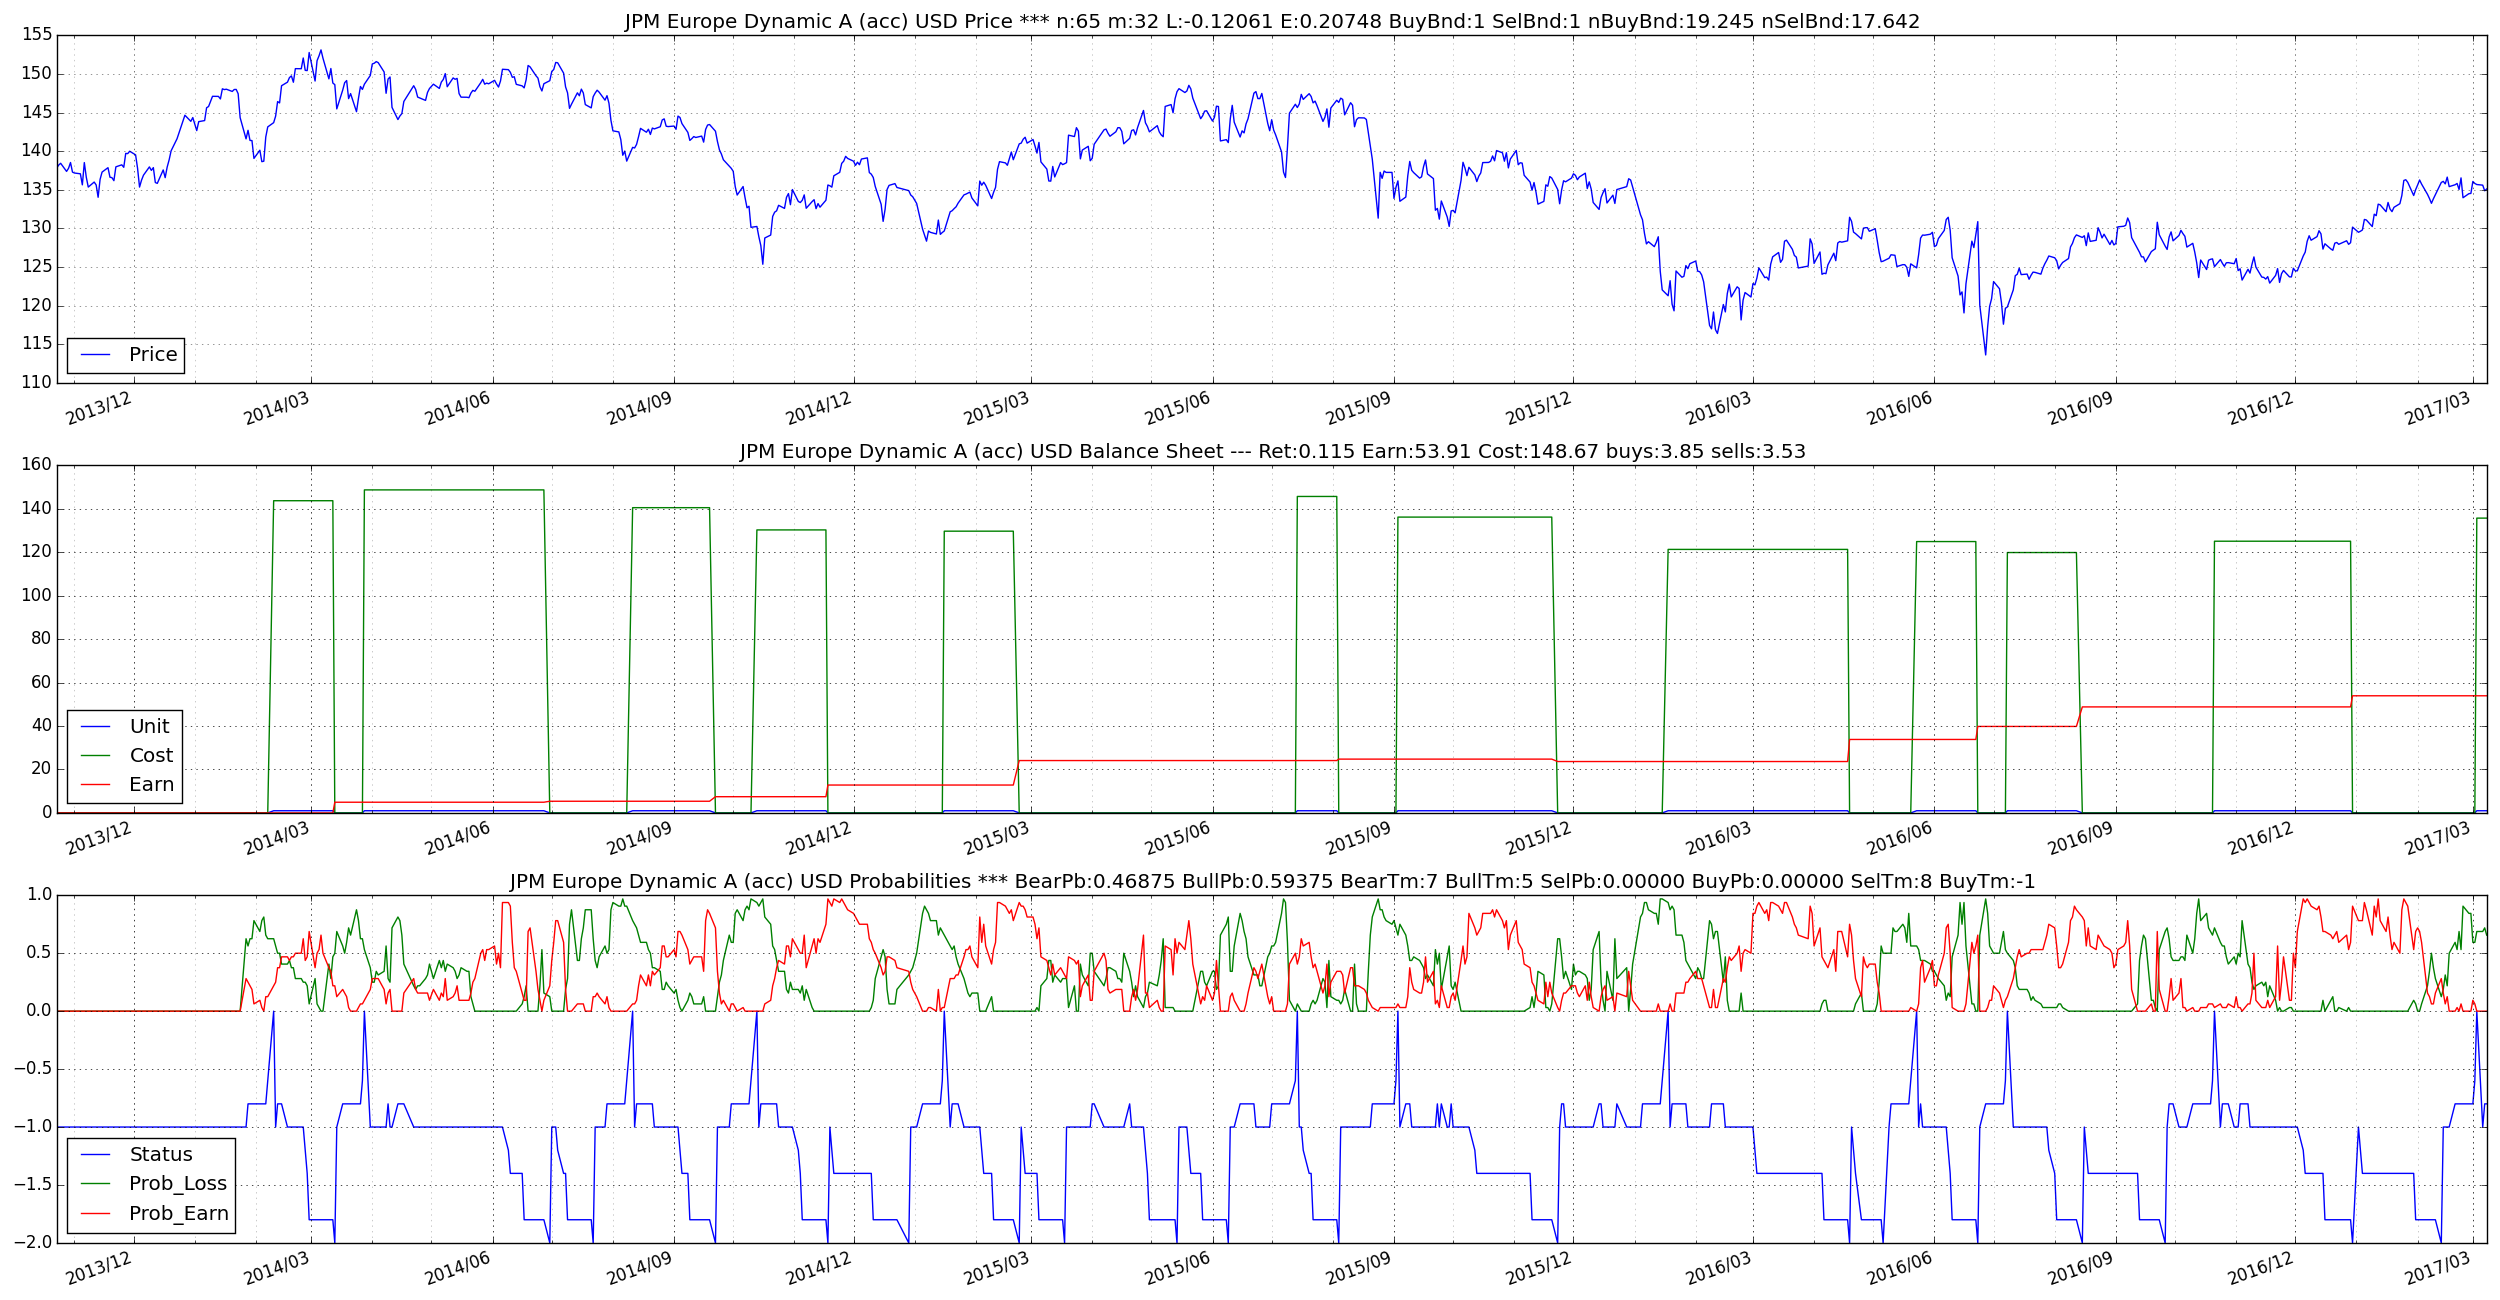 JPM Europe Dynamic A (acc) USD Price *** n:65 m:32 L:-0.12061 E:0.20748 BuyBnd:1 SelBnd:1 nBuyBnd:19.245 nSelBnd:17.642
155
150
145
140
135
130
125
120
115
110
Price
2013/12 2014/03 2014/06 2014/09 2014/12 2015/03 2015/06 2015/09 2015/12 2016/03 2016/06 2016/09 2016/12 2017/03
JPM Europe Dynamic A (acc) USD Balance Sheet --- Ret:0.115 Earn:53.91 Cost:148.67 buys:3.85 sells:3.53
160
140
120
100
80
60
40
20
0
Unit
Cost
Earn
2013/12 2014/03 2014/06 2014/09 2014/12 2015/03 2015/06 2015/09 2015/12 2016/03 2016/06 2016/09 2016/12 2017/03
JPM Europe Dynamic A (acc) USD Probabilities *** BearPb:0.46875 BullPb:0.59375 BearTm:7 BullTm:5 SelPb:0.00000 BuyPb:0.00000 SelTm:8 BuyTm:-1
1.0
0.5
0.0
−0.5
−1.0
−1.5
−2.0
Status
Prob_Loss
Prob_Earn
2013/12 2014/03 2014/06 2014/09 2014/12 2015/03 2015/06 2015/09 2015/12 2016/03 2016/06 2016/09 2016/12 2017/03